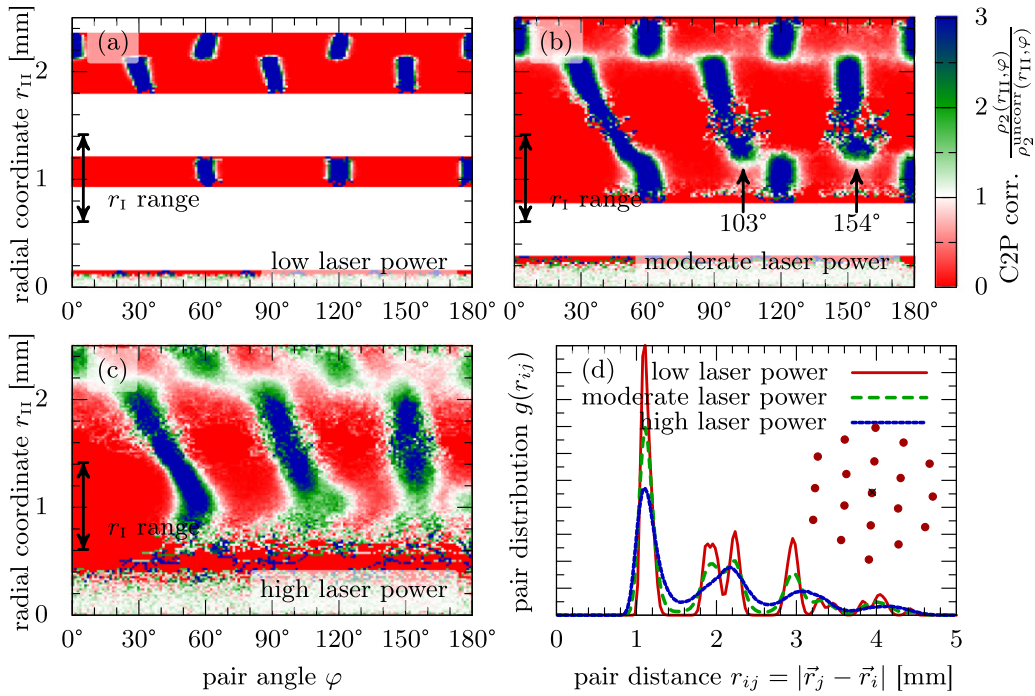 radial coordinate r_II [mm]
2
1
0
(a)
r_I range
low laser power
0° 30 60 90 120 150 180°
(b)
r_I range
103° 154°
moderate laser power
0° 30 60 90 120 150 180°
3
2
1
0
C2P corr. ρ₂(r_II,φ) / ρ₂^uncorr(r_II,φ)
radial coordinate r_II [mm]
2
1
0
(c)
r_I range
high laser power
0° 30 60 90 120 150 180°
pair angle φ
pair distribution g(r_ij)
(d)
low laser power
moderate laser power
high laser power
0 1 2 3 4 5
pair distance r_ij = |r⃗_j − r⃗_i| [mm]